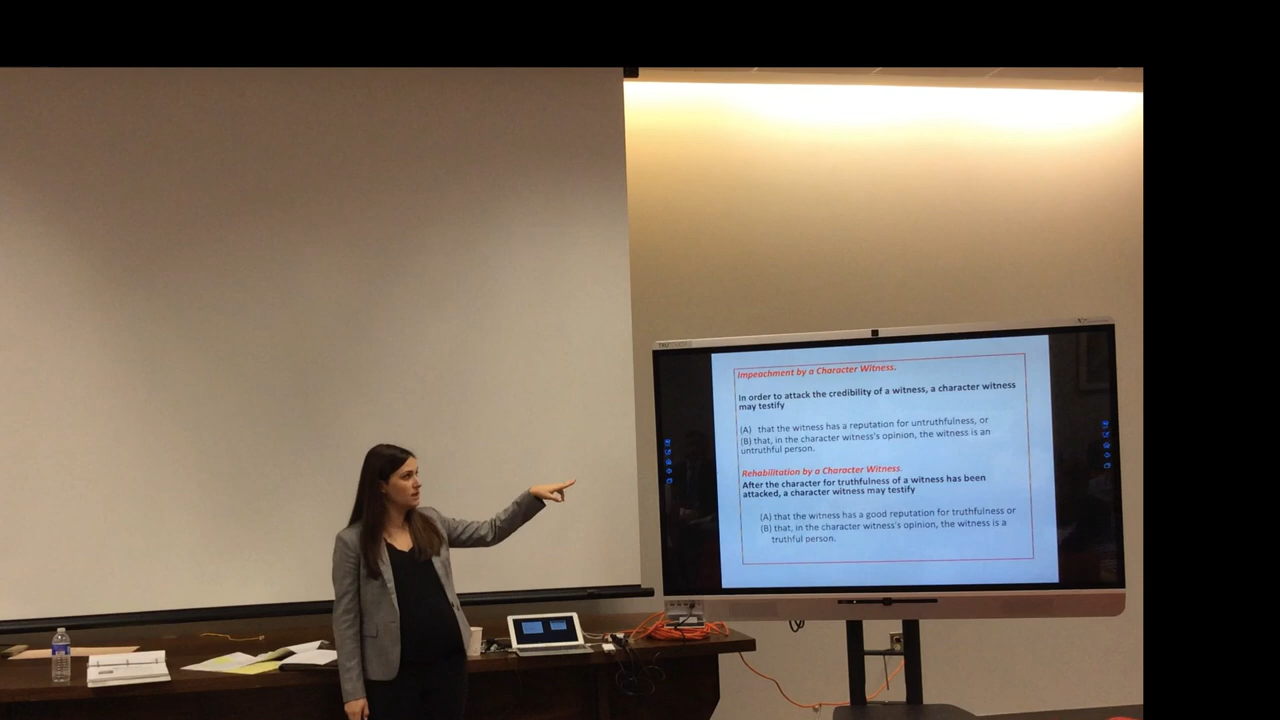 Impeachment by a Character Witness.
In order to attack the credibility of a witness, a character witness
may testify
(A) that the witness has a reputation for untruthfulness, or
(B) that, in the character witness's opinion, the witness is an
untruthful person.
Rehabilitation by a Character Witness.
After the character for truthfulness of a witness has been
attacked, a character witness may testify
(A) that the witness has a good reputation for truthfulness or
(B) that, in the character witness's opinion, the witness is a
truthful person.